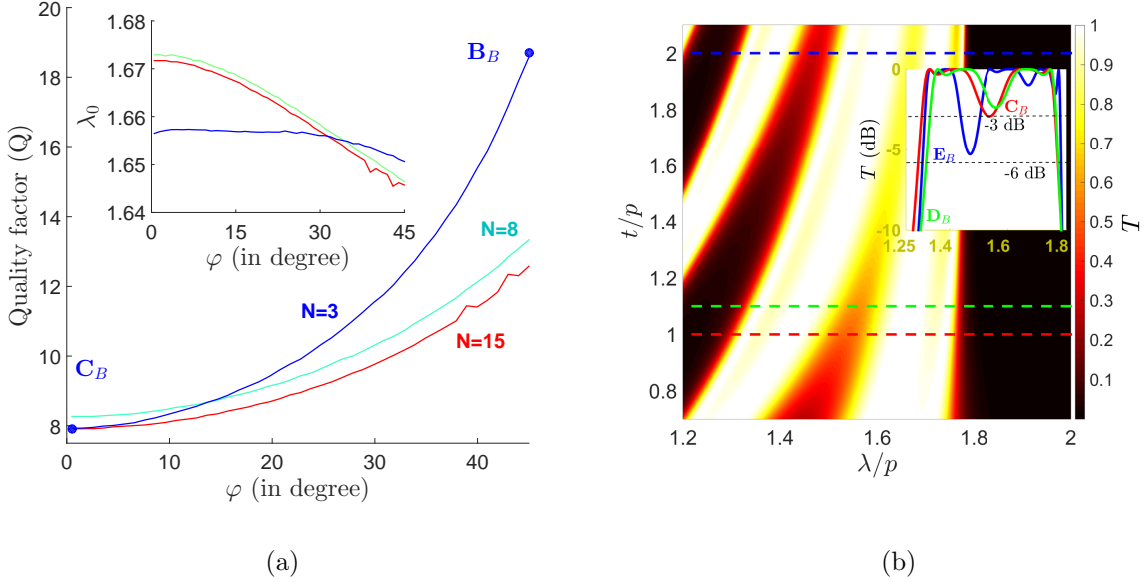 20
18
16
14
12
10
8
Quality factor (Q)
0
10
20
30
40
φ (in degree)
1.68
1.67
1.66
1.65
1.64
λ₀
0
15
30
45
φ (in degree)
B_B
C_B
N=8
N=3
N=15
(a)
2
1.8
1.6
1.4
1.2
1
0.8
t/p
1.2
1.4
1.6
1.8
2
λ/p
0
-5
-10
T (dB)
1.25
1.4
1.6
1.8
C_B
-3 dB
E_B
-6 dB
D_B
1
0.9
0.8
0.7
0.6
0.5
0.4
0.3
0.2
0.1
T
(b)